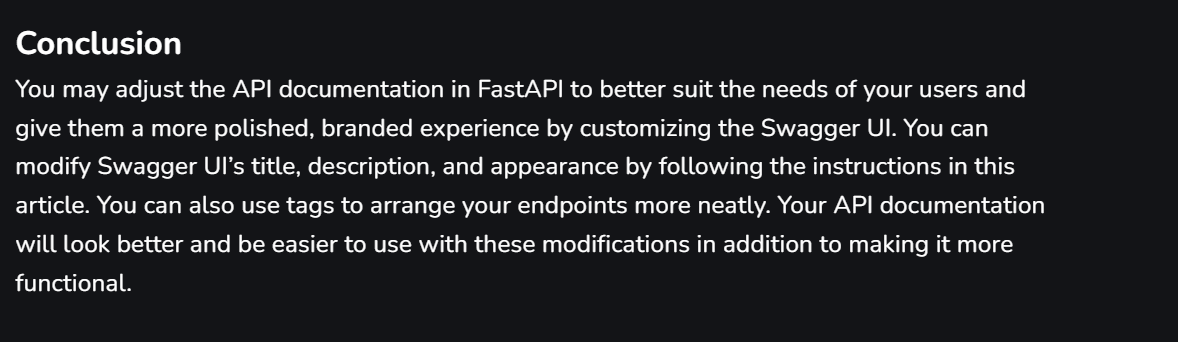 Conclusion
You may adjust the API documentation in FastAPI to better suit the needs of your users and
give them a more polished, branded experience by customizing the Swagger UI. You can
modify Swagger UI’s title, description, and appearance by following the instructions in this
article. You can also use tags to arrange your endpoints more neatly. Your API documentation
will look better and be easier to use with these modifications in addition to making it more
functional.